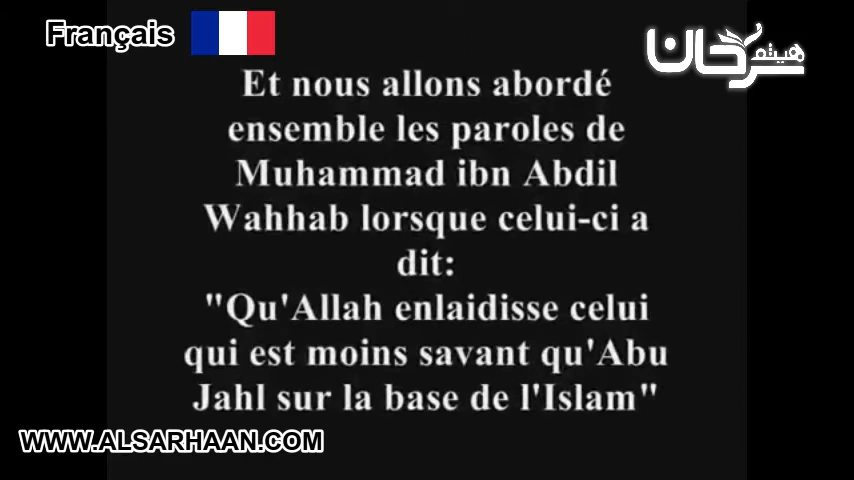 Français
هيثم سرحان
Et nous allons abordé
ensemble les paroles de
Muhammad ibn Abdil
Wahhab lorsque celui-ci a
dit:
"Qu'Allah enlaidisse celui
qui est moins savant qu'Abu
Jahl sur la base de l'Islam"
WWW.ALSARHAAN.COM